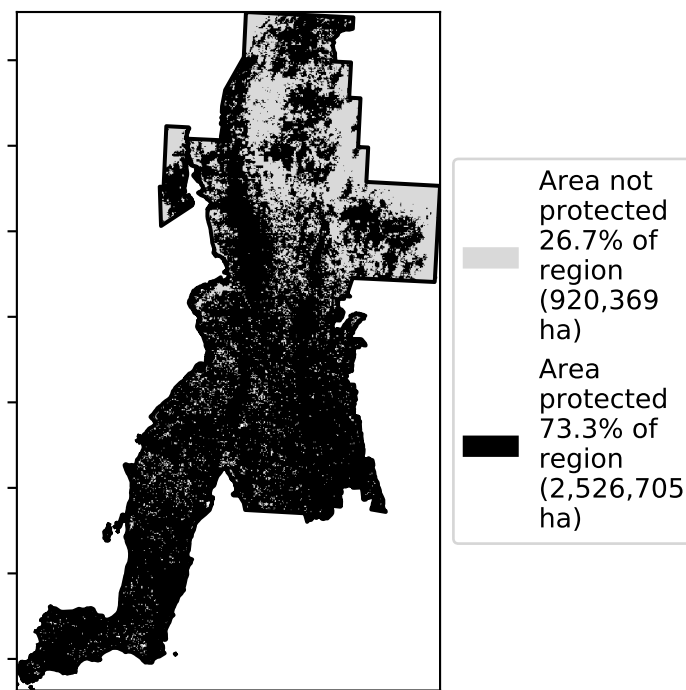 Area not
protected
26.7% of
region
(920,369
ha)
Area
protected
73.3% of
region
(2,526,705
ha)